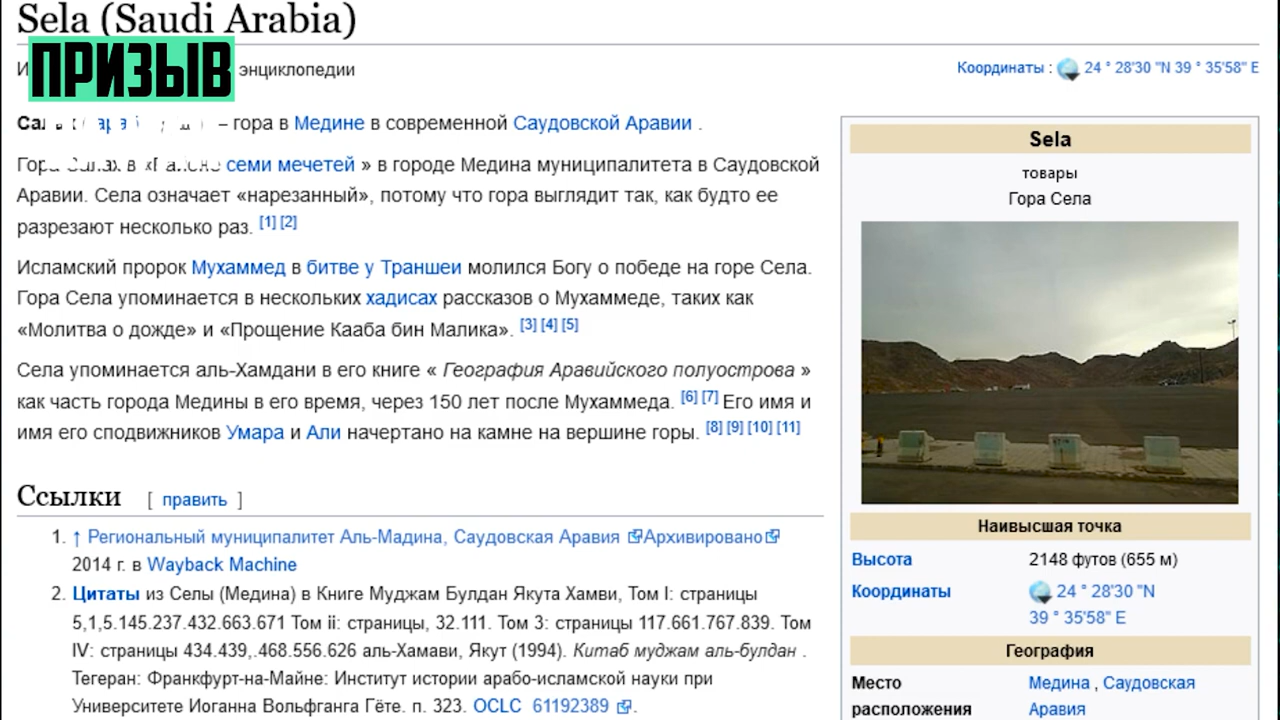 Sela (Saudi Arabia)
ПРИЗЫВ
энциклопедии
Координаты : 24 ° 28'30 "N 39 ° 35'58" E
– гора в Медине в современной Саудовской Аравии .
семи мечетей » в городе Медина муниципалитета в Саудовской
Аравии. Села означает «нарезанный», потому что гора выглядит так, как будто ее
разрезают несколько раз. [1] [2]
Исламский пророк Мухаммед в битве у Траншеи молился Богу о победе на горе Села.
Гора Села упоминается в нескольких хадисах рассказов о Мухаммеде, таких как
«Молитва о дожде» и «Прощение Кааба бин Малика». [3] [4] [5]
Села упоминается аль-Хамдани в его книге « География Аравийского полуострова »
как часть города Медины в его время, через 150 лет после Мухаммеда. [6] [7] Его имя и
имя его сподвижников Умара и Али начертано на камне на вершине горы. [8] [9] [10] [11]
Ссылки [ править ]
1. ↑ Региональный муниципалитет Аль-Мадина, Саудовская Аравия Архивировано
2014 г. в Wayback Machine
2. Цитаты из Селы (Медина) в Книге Муджам Булдан Якута Хамви, Том I: страницы
5,1,5.145.237.432.663.671 Том ii: страницы, 32.111. Том 3: страницы 117.661.767.839. Том
IV: страницы 434.439,.468.556.626 аль-Хамави, Якут (1994). Китаб муджам аль-булдан .
Тегеран: Франкфурт-на-Майне: Институт истории арабо-исламской науки при
Университете Иоганна Вольфганга Гёте. п. 323. OCLC 61192389 .
Sela
товары
Гора Села
Наивысшая точка
Высота 2148 футов (655 м)
Координаты 24 ° 28'30 "N
39 ° 35'58" E
География
Место Медина , Саудовская
расположения Аравия